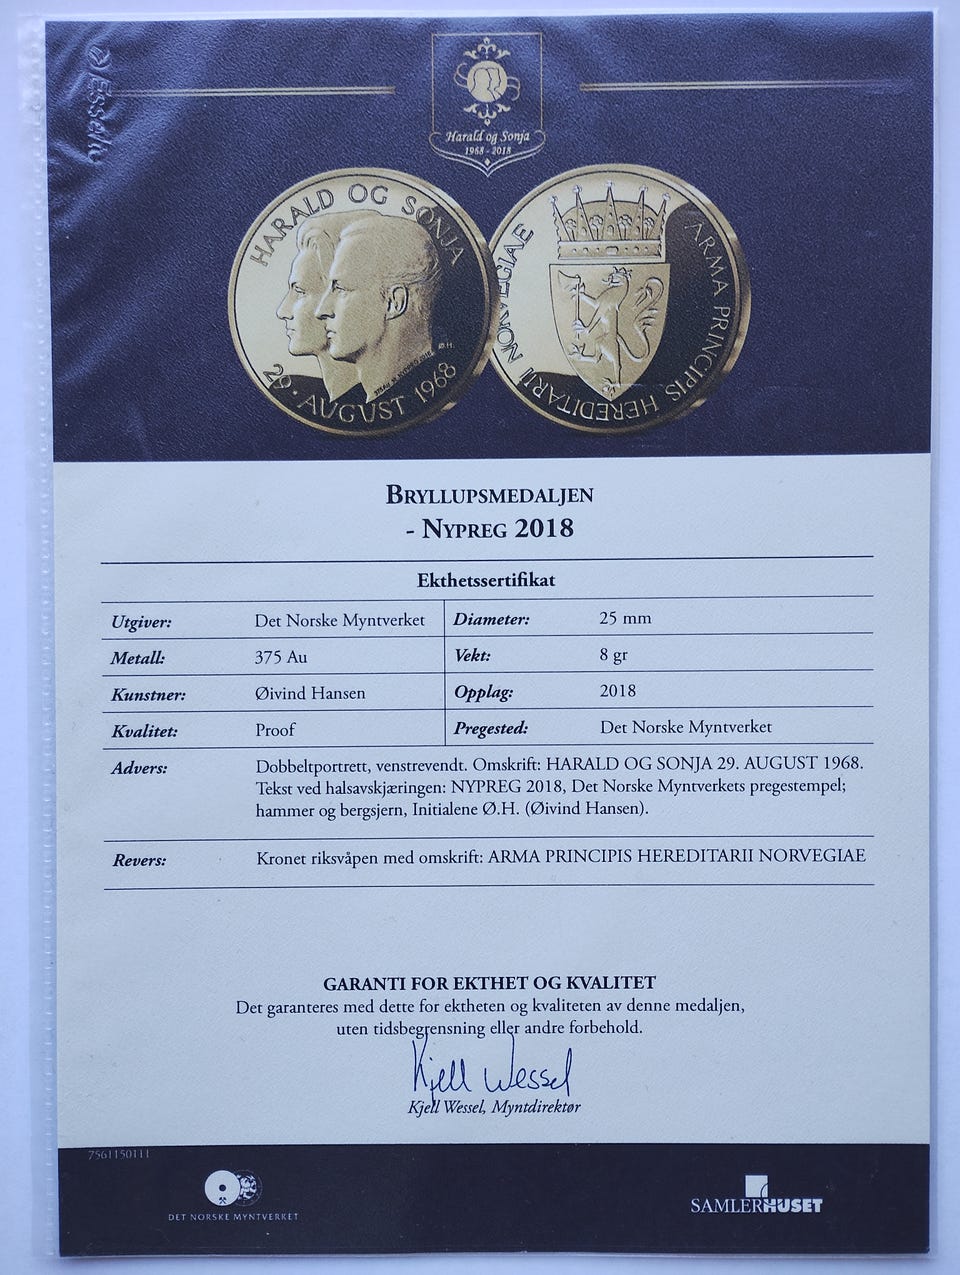 Esselte
Harald og Sonja
1968 - 2018
HARALD OG SONJA
29. AUGUST 1968
Ø.H.
ARMA PRINCIPIS HEREDITARII NORVEGIAE
BRYLLUPSMEDALJEN
- NYPREG 2018
Ekthetssertifikat
Utgiver: Det Norske Myntverket Diameter: 25 mm
Metall: 375 Au Vekt: 8 gr
Kunstner: Øivind Hansen Opplag: 2018
Kvalitet: Proof Pregested: Det Norske Myntverket
Advers: Dobbeltportrett, venstrevendt. Omskrift: HARALD OG SONJA 29. AUGUST 1968.
Tekst ved halsavskjæringen: NYPREG 2018, Det Norske Myntverkets pregestempel;
hammer og bergsjern, Initialene Ø.H. (Øivind Hansen).
Revers: Kronet riksvåpen med omskrift: ARMA PRINCIPIS HEREDITARII NORVEGIAE
GARANTI FOR EKTHET OG KVALITET
Det garanteres med dette for ektheten og kvaliteten av denne medaljen,
uten tidsbegrensning eller andre forbehold.
Kjell Wessel
Kjell Wessel, Myntdirektør
7561150111
DET NORSKE MYNTVERKET
SAMLERHUSET